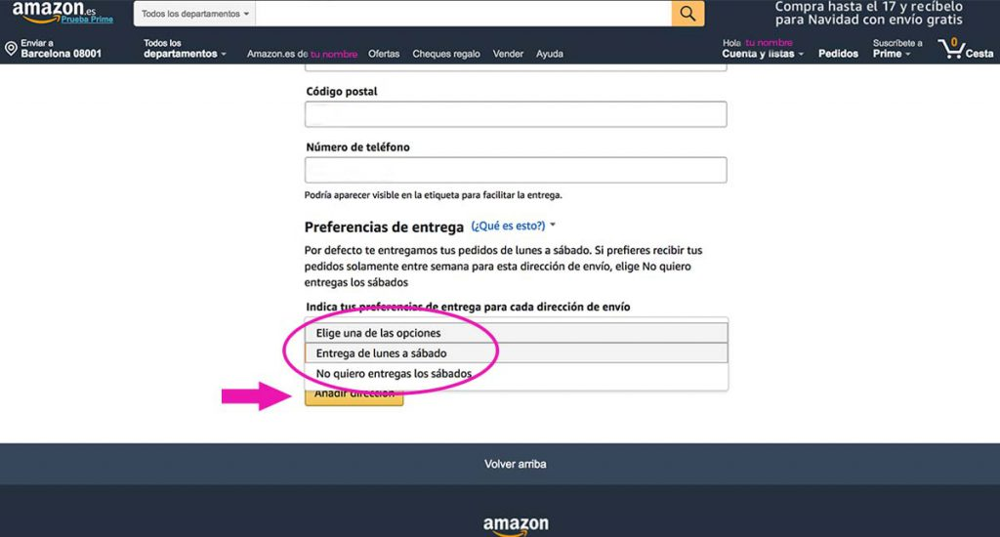 amazon.es
Prueba Prime
Todos los departamentos
Compra hasta el 17 y recíbelo
para Navidad con envío gratis
Enviar a
Barcelona 08001
Todos los
departamentos
Amazon.es de tu nombre
Ofertas
Cheques regalo
Vender
Ayuda
Hola tu nombre
Cuenta y listas
Pedidos
Suscríbete a
Prime
0
Cesta
Código postal
Número de teléfono
Podría aparecer visible en la etiqueta para facilitar la entrega.
Preferencias de entrega (¿Qué es esto?)
Por defecto te entregamos tus pedidos de lunes a sábado. Si prefieres recibir tus
pedidos solamente entre semana para esta dirección de envío, elige No quiero
entregas los sábados
Indica tus preferencias de entrega para cada dirección de envío
Elige una de las opciones
Entrega de lunes a sábado
No quiero entregas los sábados
Añadir dirección
Volver arriba
amazon